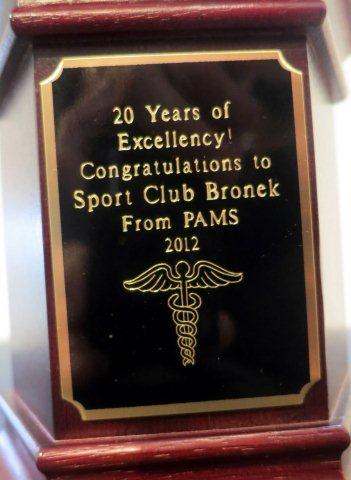 20 Years of
Excellency!
Congratulations to
Sport Club Bronek
From PAMS
2012